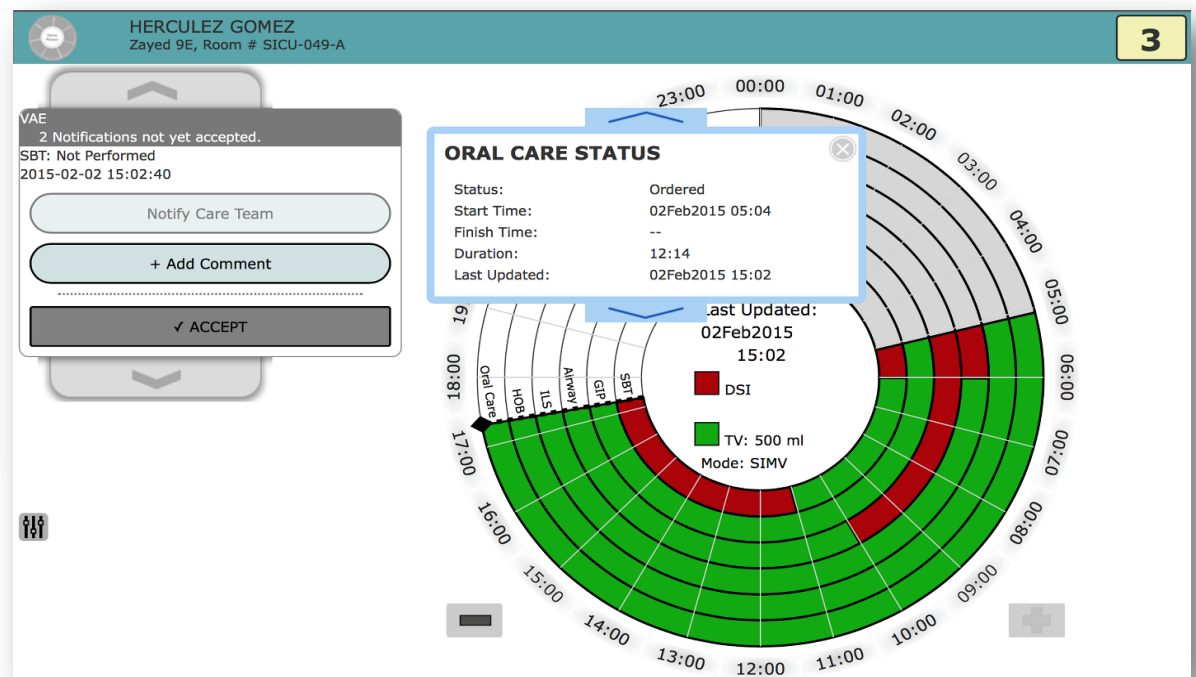 HERCULEZ GOMEZ
Zayed 9E, Room # SICU-049-A
3
VAE
2 Notifications not yet accepted.
SBT: Not Performed
2015-02-02 15:02:40
Notify Care Team
+ Add Comment
✓ ACCEPT
ORAL CARE STATUS
Status: Ordered
Start Time: 02Feb2015 05:04
Finish Time: --
Duration: 12:14
Last Updated: 02Feb2015 15:02
Last Updated:
02Feb2015
15:02
DSI
TV: 500 ml
Mode: SIMV
Oral Care
HOB
ILS
Airway
GIP
SBT
00:00
01:00
02:00
03:00
04:00
05:00
06:00
07:00
08:00
09:00
10:00
11:00
12:00
13:00
14:00
15:00
16:00
17:00
18:00
23:00